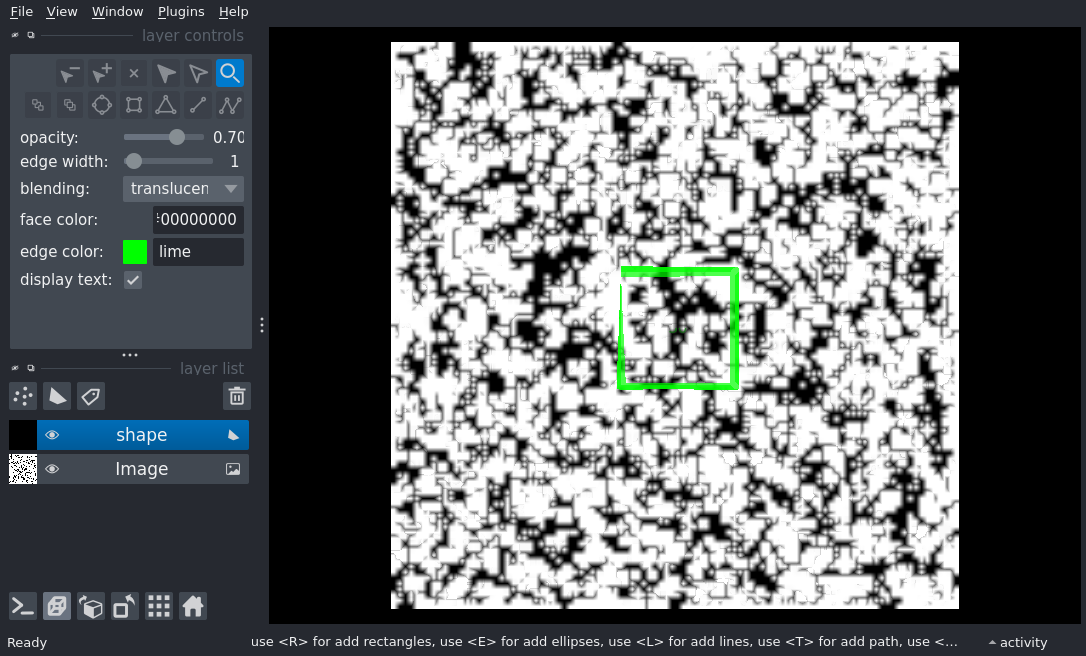 File View Window Plugins Help
layer controls
opacity: 0.70
edge width: 1
blending: translucen
face color: 00000000
edge color: lime
display text:
layer list
shape
Image
Ready use <R> for add rectangles, use <E> for add ellipses, use <L> for add lines, use <T> for add path, use <... activity